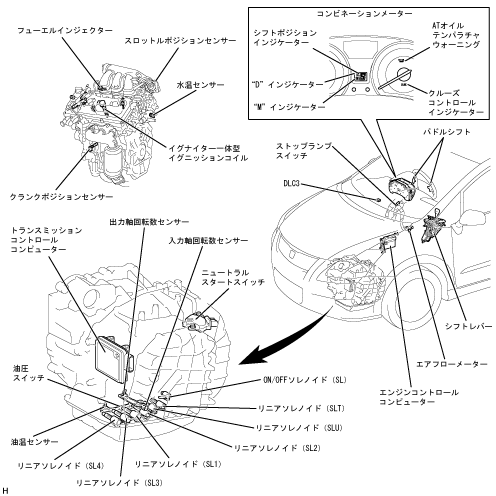 コンビネーションメーター
シフトポジション
インジケーター
ATオイル
テンパラチャ
ウォーニング
"D" インジケーター
"M" インジケーター
クルーズ
コントロール
インジケーター
フューエルインジェクター
スロットルポジションセンサー
水温センサー
イグナイター一体型
イグニッションコイル
クランクポジションセンサー
ストップランプ
スイッチ
パドルシフト
DLC3
出力軸回転数センサー
トランスミッション
コントロール
コンピューター
入力軸回転数センサー
ニュートラル
スタートスイッチ
シフトレバー
エアフローメーター
エンジンコントロール
コンピューター
油圧
スイッチ
ON/OFFソレノイド (SL)
リニアソレノイド (SLT)
リニアソレノイド (SLU)
リニアソレノイド (SL2)
油温センサー
リニアソレノイド (SL4)
リニアソレノイド (SL1)
リニアソレノイド (SL3)
H